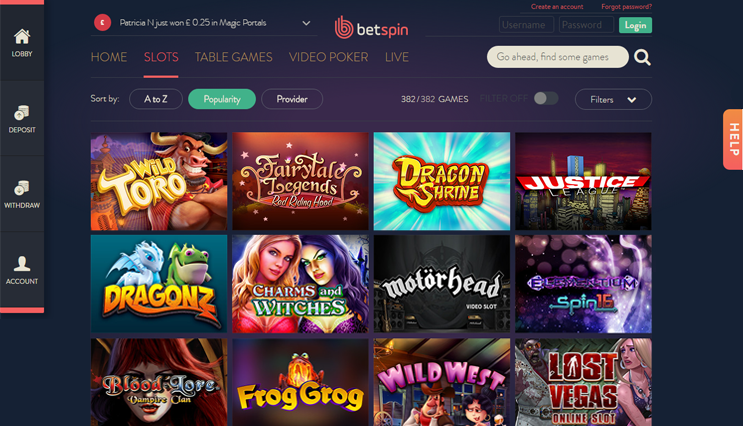 Create an account Forgot password?
£ Patricia N just won £ 0.25 in Magic Portals
betspin
Username Password Login
LOBBY
HOME SLOTS TABLE GAMES VIDEO POKER LIVE
Go ahead, find some games
Sort by: A to Z Popularity Provider 382 / 382 GAMES FILTER OFF Filters
DEPOSIT
HELP
WILD TORO
Fairytale Legends
Red Riding Hood
DRAGON SHRINE
JUSTICE LEAGUE
WITHDRAW
ACCOUNT
DRAGONZ
CHARMS and WITCHES
motörhead
VIDEO SLOT
ELEMENTIUM
Spin16
Blood Lore
Vampire Clan
Frog Grog
WILD WEST
LOST VEGAS
ONLINE SLOT